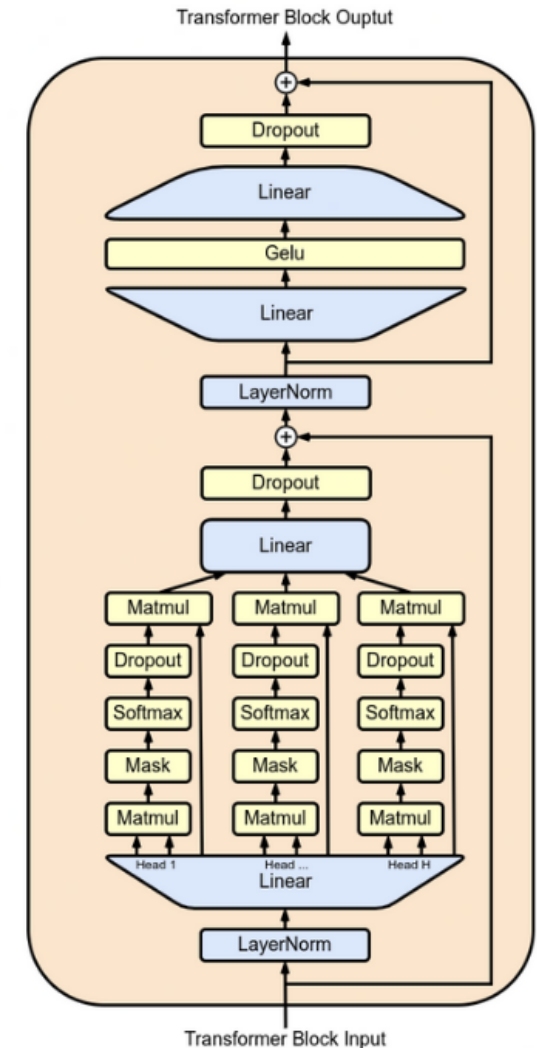 Transformer Block Ouptut
Dropout
Linear
Gelu
Linear
LayerNorm
Dropout
Linear
Matmul Matmul Matmul
Dropout Dropout Dropout
Softmax Softmax Softmax
Mask Mask Mask
Matmul Matmul Matmul
Head 1 Head ... Head H
Linear
LayerNorm
Transformer Block Input